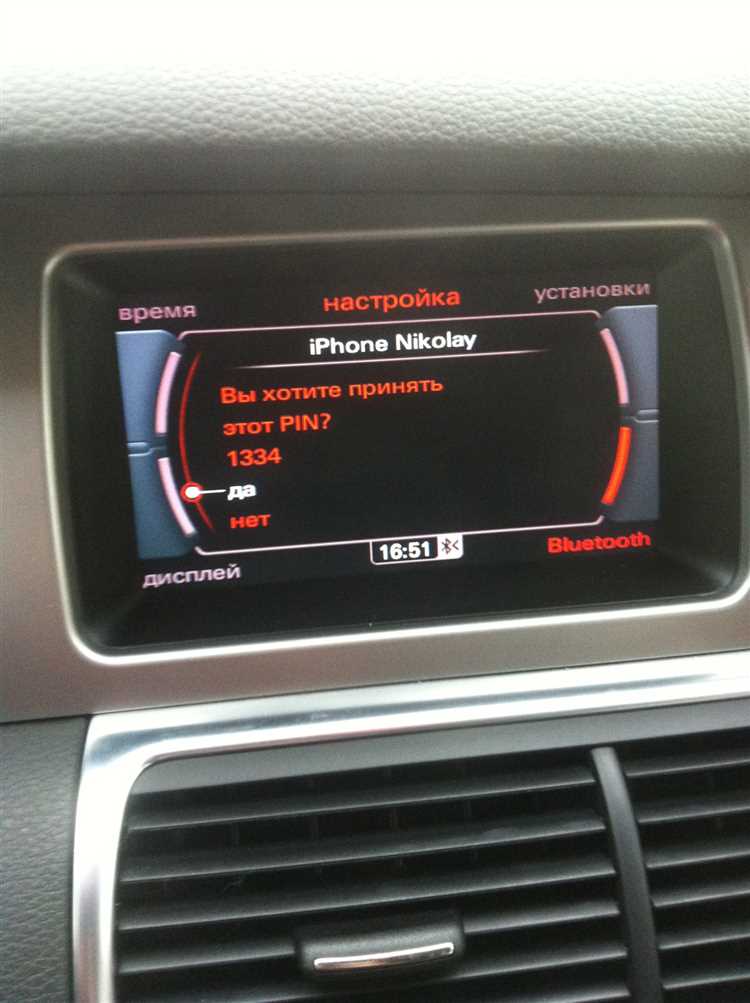 время
настройка
установки
iPhone Nikolay
Вы хотите принять
этот PIN?
1334
да
нет
16:51
Bluetooth
дисплей